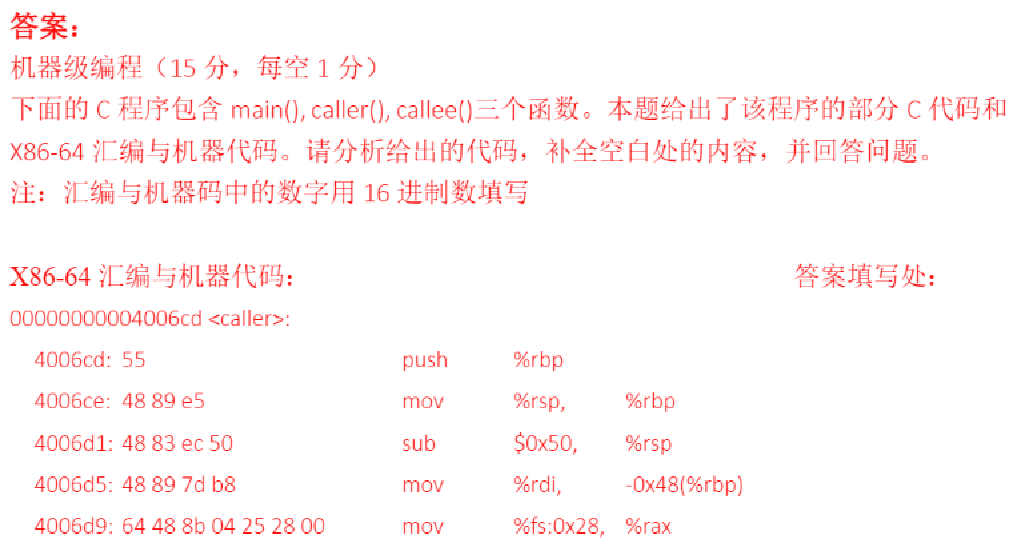 答案：
机器级编程（15 分，每空 1 分）
下面的 C 程序包含 main(), caller(), callee()三个函数。本题给出了该程序的部分 C 代码和
X86-64 汇编与机器代码。请分析给出的代码，补全空白处的内容，并回答问题。
注：汇编与机器码中的数字用 16 进制数填写
X86-64 汇编与机器代码： 答案填写处：
00000000004006cd <caller>:
4006cd: 55 push %rbp
4006ce: 48 89 e5 mov %rsp, %rbp
4006d1: 48 83 ec 50 sub $0x50, %rsp
4006d5: 48 89 7d b8 mov %rdi, -0x48(%rbp)
4006d9: 64 48 8b 04 25 28 00 mov %fs:0x28, %rax